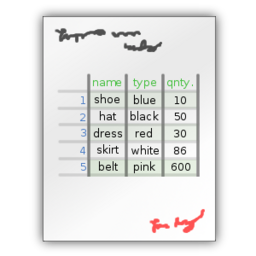 name type qnty.
1 shoe blue 10
2 hat black 50
3 dress red 30
4 skirt white 86
5 belt pink 600